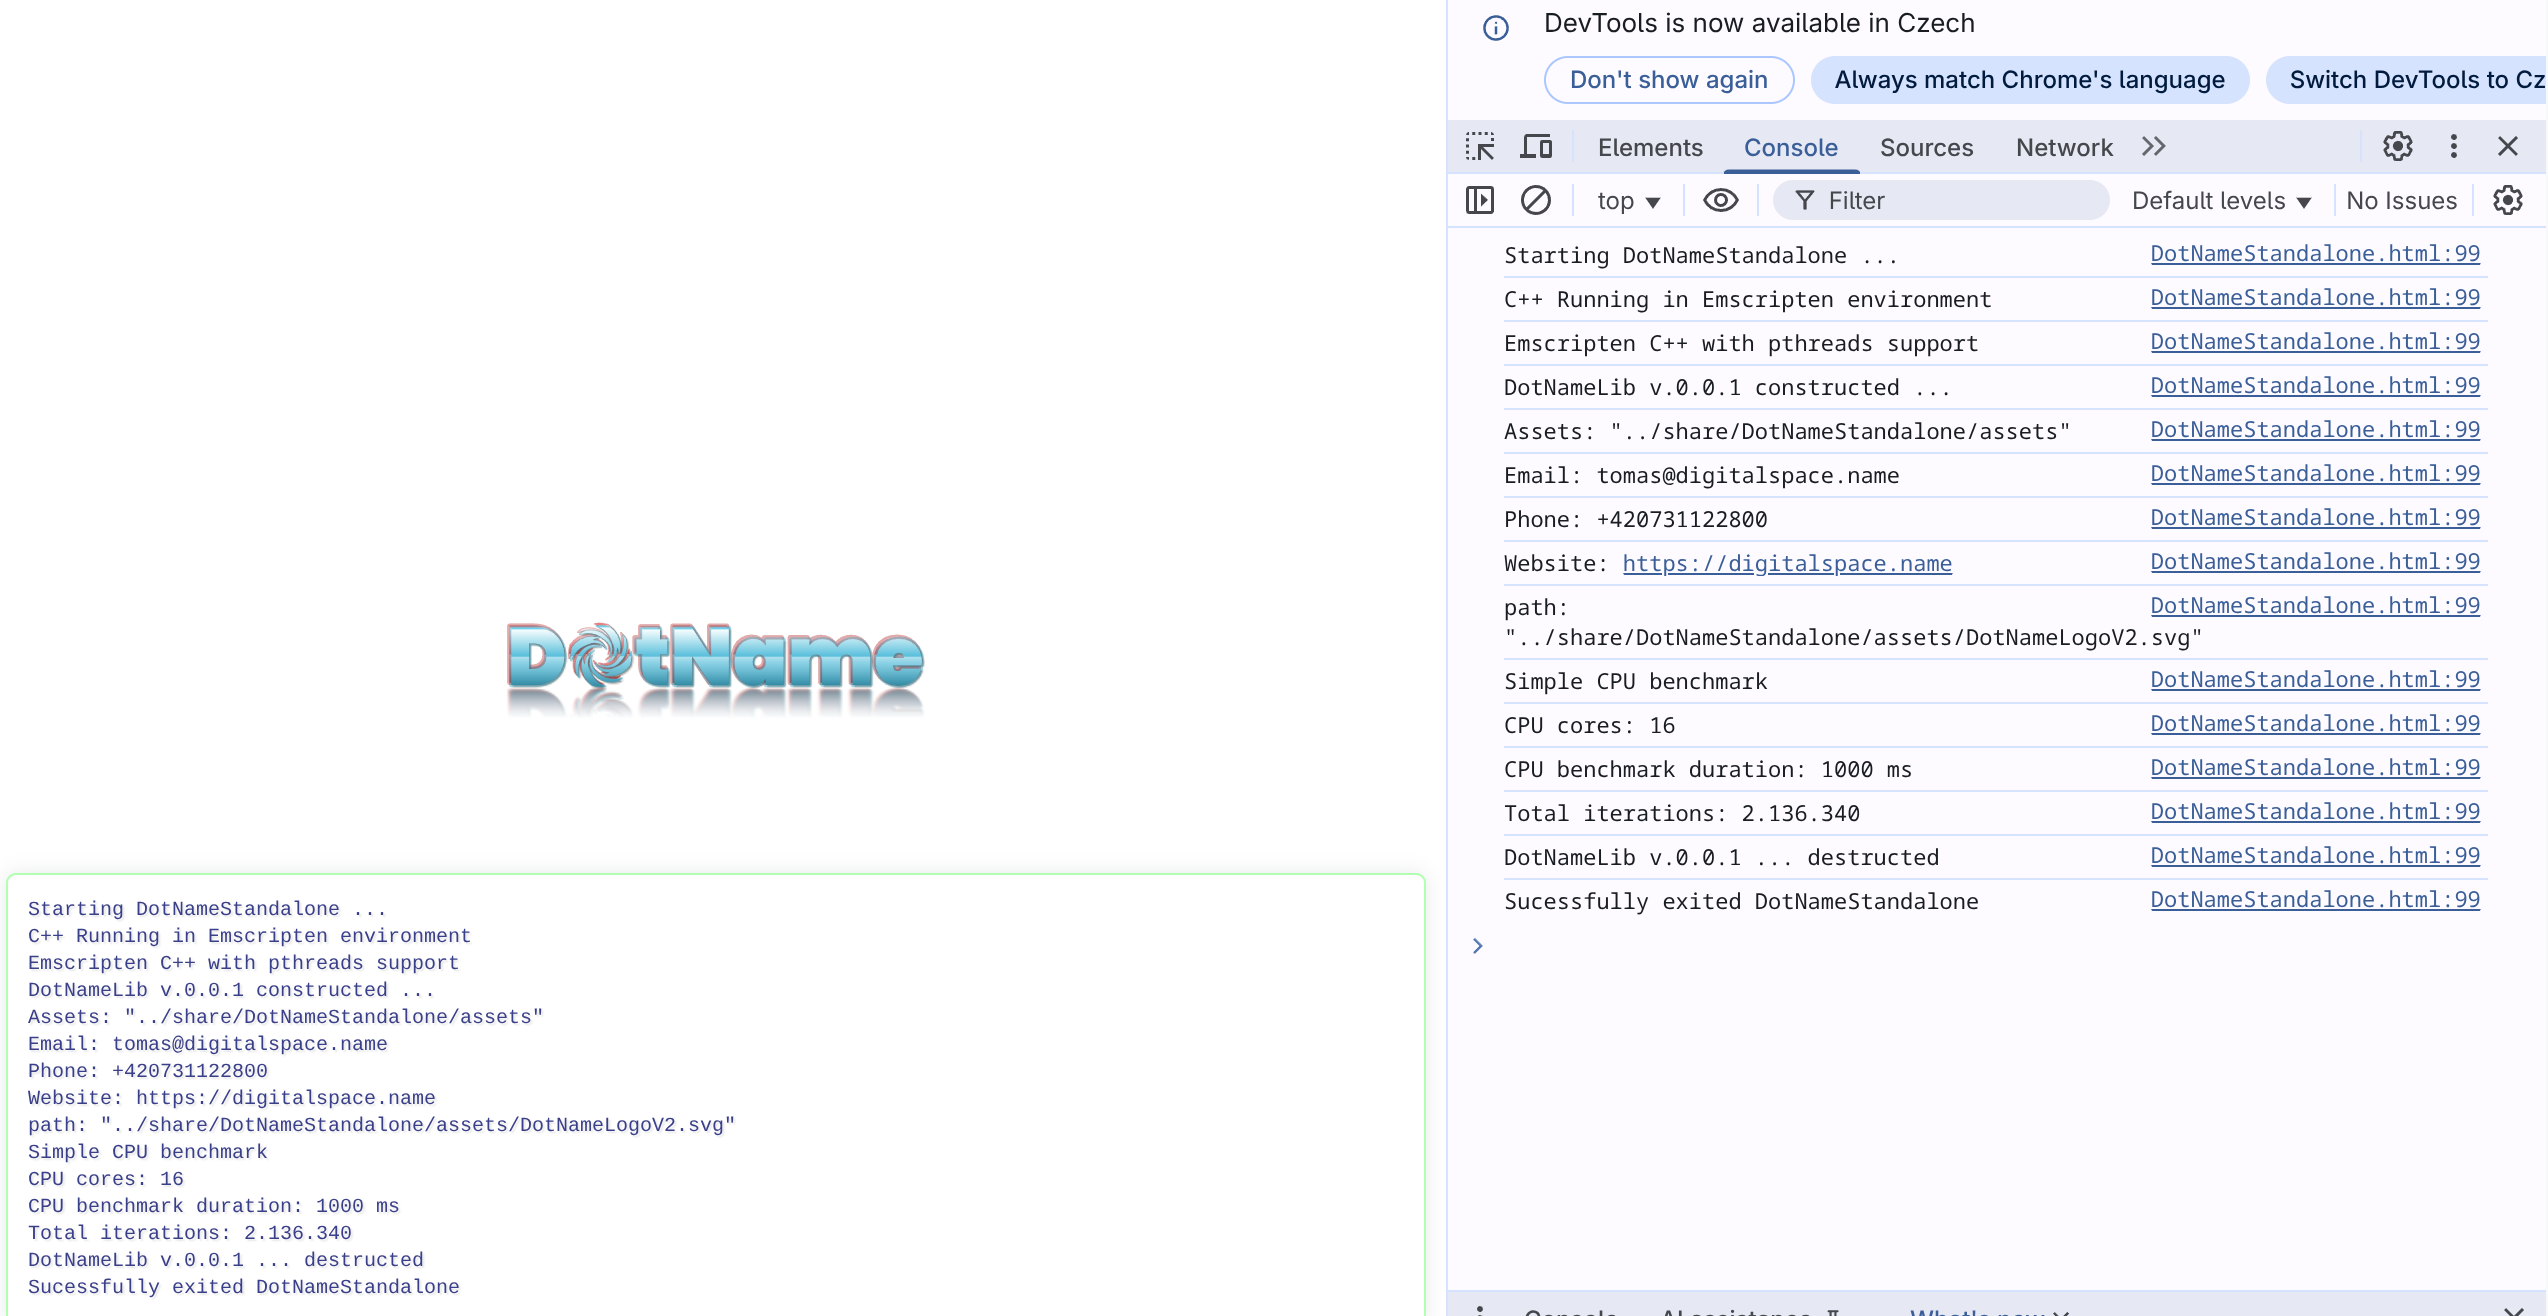 DotName
Starting DotNameStandalone ...
C++ Running in Emscripten environment
Emscripten C++ with pthreads support
DotNameLib v.0.0.1 constructed ...
Assets: "../share/DotNameStandalone/assets"
Email: tomas@digitalspace.name
Phone: +420731122800
Website: https://digitalspace.name
path: "../share/DotNameStandalone/assets/DotNameLogoV2.svg"
Simple CPU benchmark
CPU cores: 16
CPU benchmark duration: 1000 ms
Total iterations: 2.136.340
DotNameLib v.0.0.1 ... destructed
Sucessfully exited DotNameStandalone
DevTools is now available in Czech
Don't show again Always match Chrome's language Switch DevTools to Cz
Elements Console Sources Network
top Filter Default levels No Issues
Starting DotNameStandalone ... DotNameStandalone.html:99
C++ Running in Emscripten environment DotNameStandalone.html:99
Emscripten C++ with pthreads support DotNameStandalone.html:99
DotNameLib v.0.0.1 constructed ... DotNameStandalone.html:99
Assets: "../share/DotNameStandalone/assets" DotNameStandalone.html:99
Email: tomas@digitalspace.name DotNameStandalone.html:99
Phone: +420731122800 DotNameStandalone.html:99
Website: https://digitalspace.name DotNameStandalone.html:99
path: DotNameStandalone.html:99
"../share/DotNameStandalone/assets/DotNameLogoV2.svg"
Simple CPU benchmark DotNameStandalone.html:99
CPU cores: 16 DotNameStandalone.html:99
CPU benchmark duration: 1000 ms DotNameStandalone.html:99
Total iterations: 2.136.340 DotNameStandalone.html:99
DotNameLib v.0.0.1 ... destructed DotNameStandalone.html:99
Sucessfully exited DotNameStandalone DotNameStandalone.html:99
Console AI assistance What's new